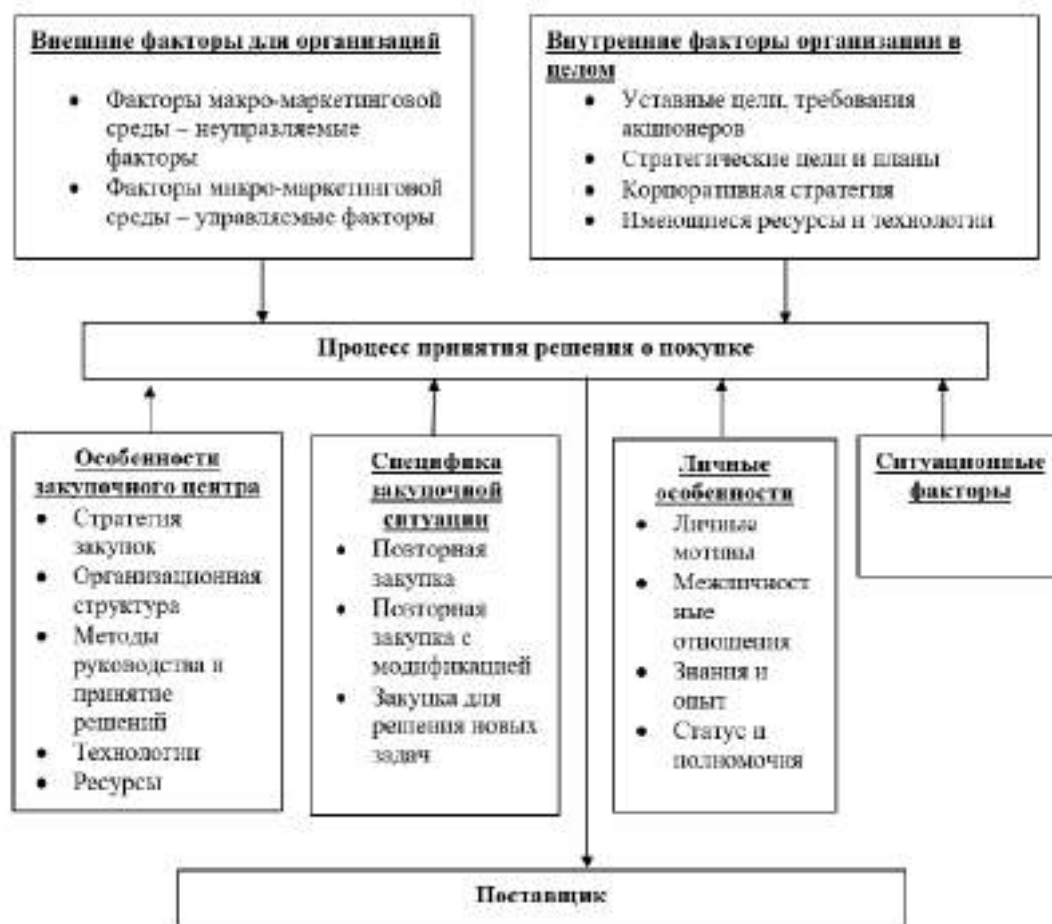 Внешние факторы для организаций
• Факторы макро-маркетинговой
среды – неуправляемые
факторы
• Факторы микро-маркетинговой
среды – управляемые факторы
Внутренние факторы организации в
целом
• Уставные цели, требования
акционеров
• Стратегические цели и планы
• Корпоративная стратегия
• Имеющиеся ресурсы и технологии
Процесс принятия решения о покупке
Особенности
закупочного центра
• Стратегия
закупок
• Организационная
структура
• Методы
руководства и
принятие
решений
• Технологии
• Ресурсы
Специфика
закупочной
ситуации
• Повторная
закупка
• Повторная
закупка с
модификацией
• Закупка для
решения новых
задач
Личные
особенности
• Личные
мотивы
• Межличност
ные
отношения
• Знания и
опыт
• Статус и
полномочия
Ситуационные
факторы
Поставщик